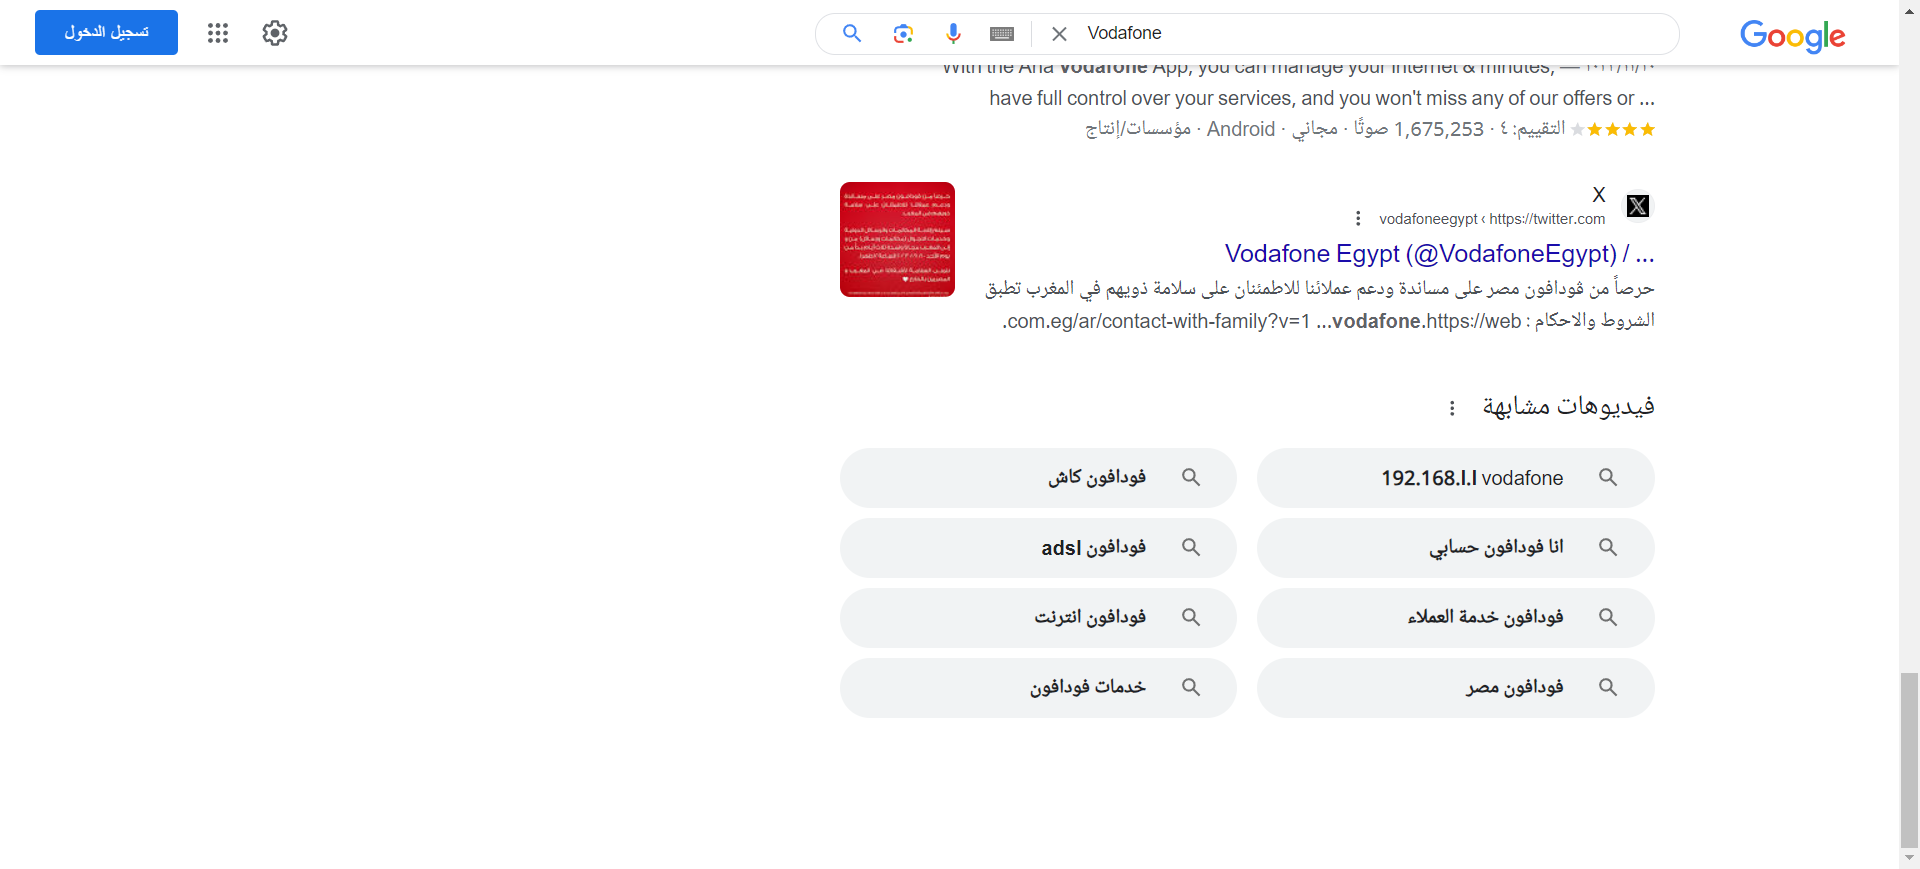 Google
Vodafone
تسجيل الدخول
With the Ana Vodafone App, you can manage your internet & minutes, —
have full control over your services, and you won't miss any of our offers or ...
التقييم: ٤ · 1,675,253 صوتًا · مجاني · Android · مؤسسات/إنتاج
X
https://twitter.com › vodafoneegypt
Vodafone Egypt (@VodafoneEgypt) / ...
حرصاً من ڤودافون مصر على مساندة ودعم عملائنا للاطمئنان على سلامة ذويهم في المغرب تطبق
الشروط والاحكام : https://web.vodafone.com.eg/ar/contact-with-family?v=1 ...
فيديوهات مشابهة
192.168.l.l vodafone
فودافون كاش
انا فودافون حسابي
فودافون adsl
فودافون خدمة العملاء
فودافون انترنت
فودافون مصر
خدمات فودافون